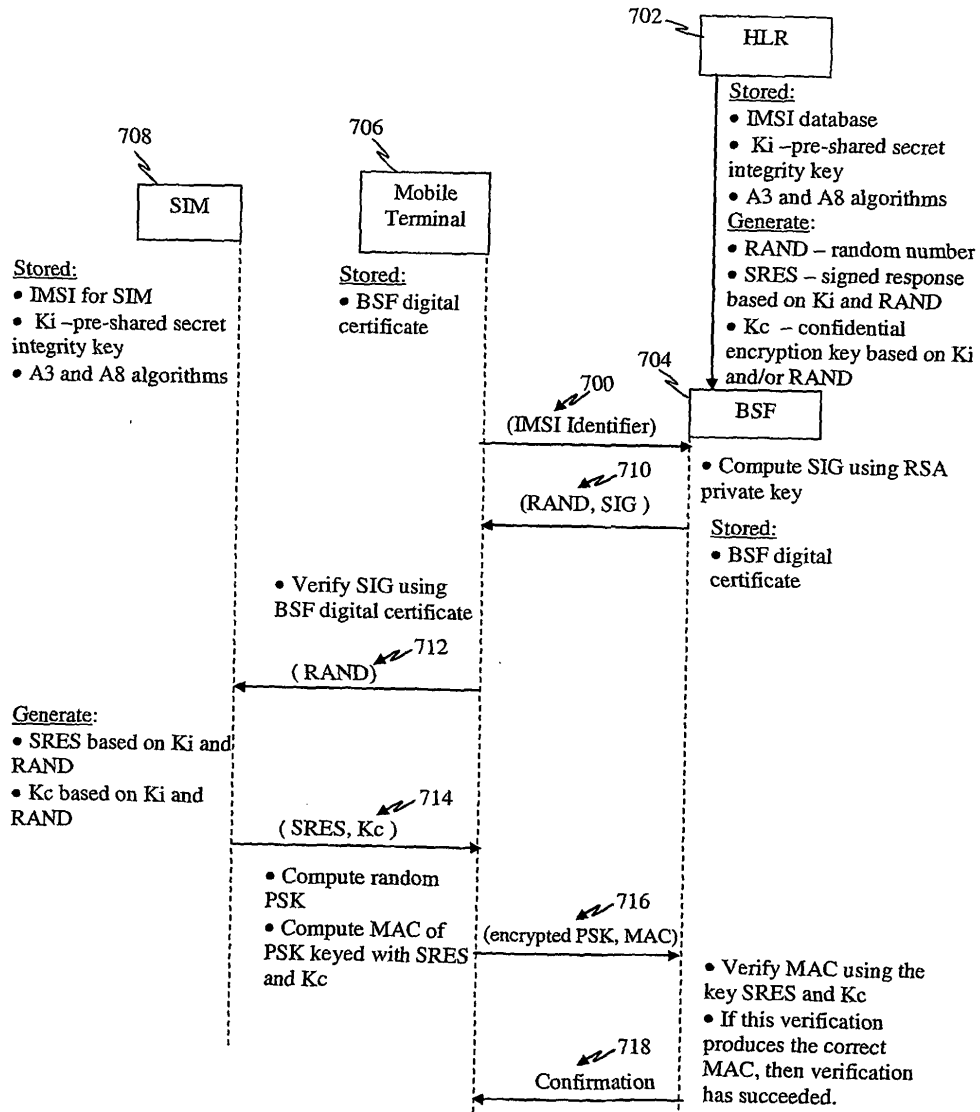 702
HLR
Stored:
• IMSI database
• Ki –pre-shared secret
integrity key
• A3 and A8 algorithms
Generate:
• RAND – random number
• SRES – signed response
based on Ki and RAND
• Kc – confidential
encryption key based on Ki
and/or RAND
708
SIM
Stored:
• IMSI for SIM
• Ki –pre-shared secret
integrity key
• A3 and A8 algorithms
706
Mobile
Terminal
Stored:
• BSF digital
certificate
704
BSF
700
(IMSI Identifier)
• Compute SIG using RSA
private key
710
(RAND, SIG )
Stored:
• BSF digital
certificate
• Verify SIG using
BSF digital certificate
712
( RAND)
Generate:
• SRES based on Ki and
RAND
• Kc based on Ki and
RAND
714
( SRES, Kc )
• Compute random
PSK
• Compute MAC of
PSK keyed with SRES
and Kc
716
(encrypted PSK, MAC)
• Verify MAC using the
key SRES and Kc
• If this verification
produces the correct
MAC, then verification
has succeeded.
718
Confirmation